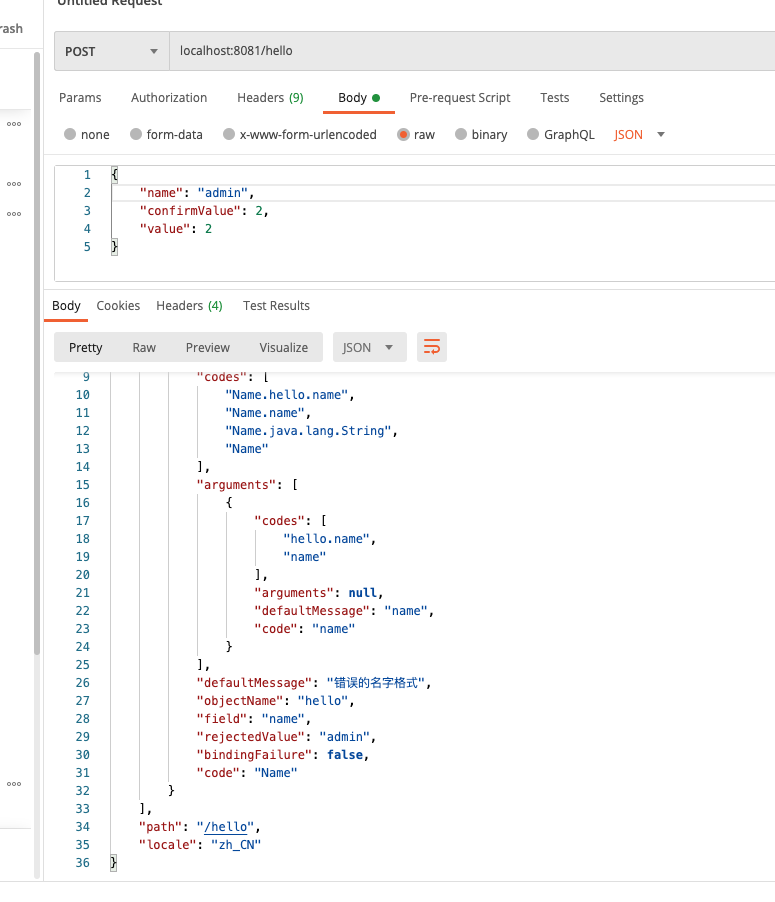 Untitled Request
rash
POST
localhost:8081/hello
Params Authorization Headers (9) Body Pre-request Script Tests Settings
none form-data x-www-form-urlencoded raw binary GraphQL JSON
1 {
2 "name": "admin",
3 "confirmValue": 2,
4 "value": 2
5 }
Body Cookies Headers (4) Test Results
Pretty Raw Preview Visualize JSON
9 "codes": [
10 "Name.hello.name",
11 "Name.name",
12 "Name.java.lang.String",
13 "Name"
14 ],
15 "arguments": [
16 {
17 "codes": [
18 "hello.name",
19 "name"
20 ],
21 "arguments": null,
22 "defaultMessage": "name",
23 "code": "name"
24 }
25 ],
26 "defaultMessage": "错误的名字格式",
27 "objectName": "hello",
28 "field": "name",
29 "rejectedValue": "admin",
30 "bindingFailure": false,
31 "code": "Name"
32 }
33 ],
34 "path": "/hello",
35 "locale": "zh_CN"
36 }